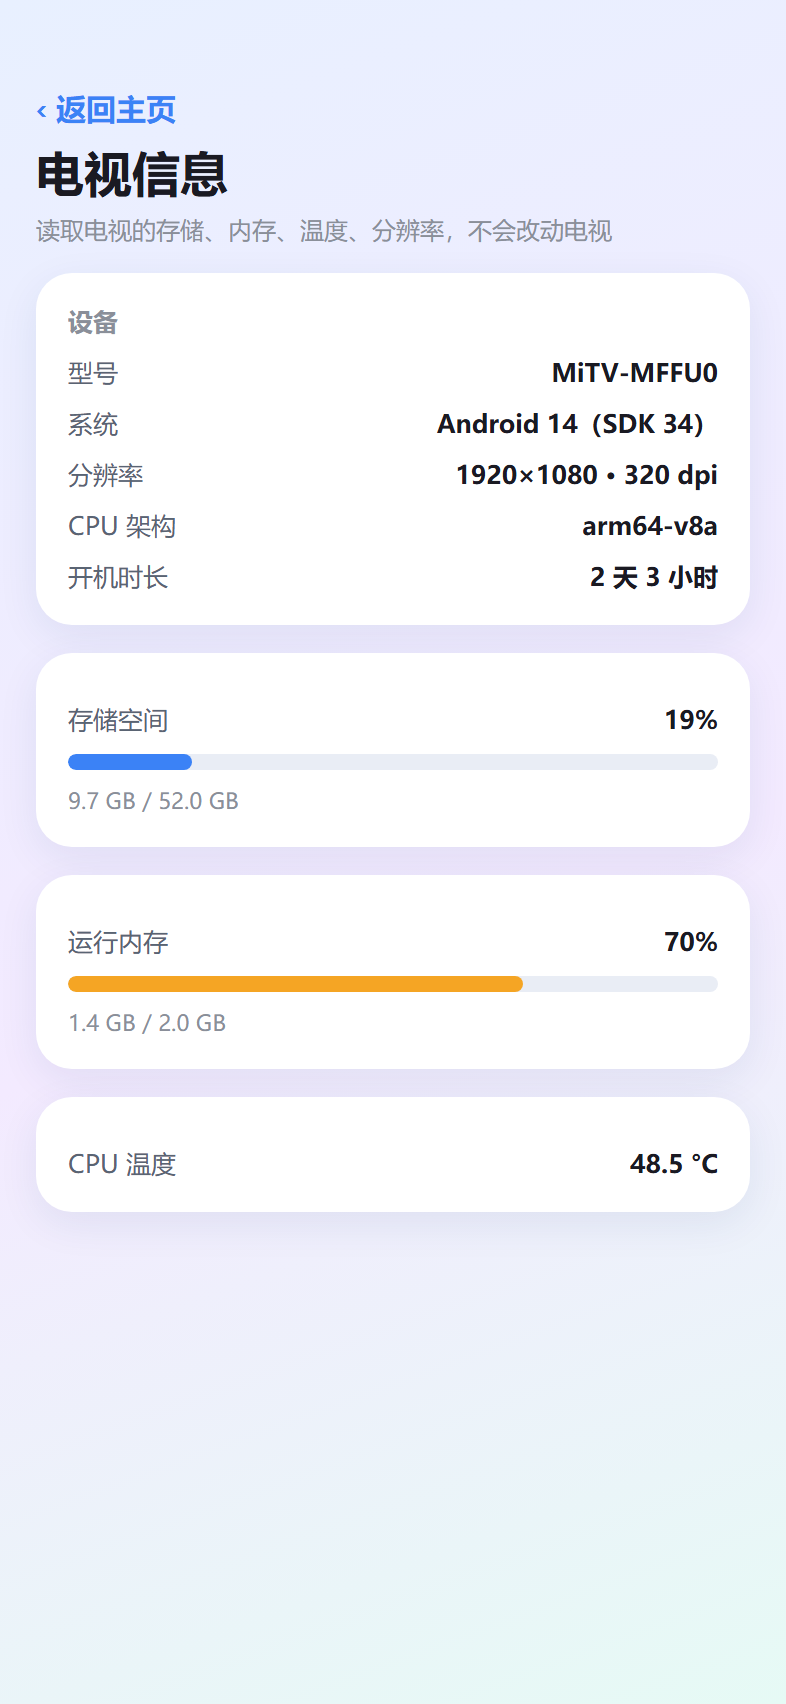 ‹ 返回主页
电视信息
读取电视的存储、内存、温度、分辨率，不会改动电视
设备
型号 MiTV-MFFU0
系统 Android 14（SDK 34）
分辨率 1920×1080 • 320 dpi
CPU 架构 arm64-v8a
开机时长 2 天 3 小时
存储空间 19%
9.7 GB / 52.0 GB
运行内存 70%
1.4 GB / 2.0 GB
CPU 温度 48.5 °C